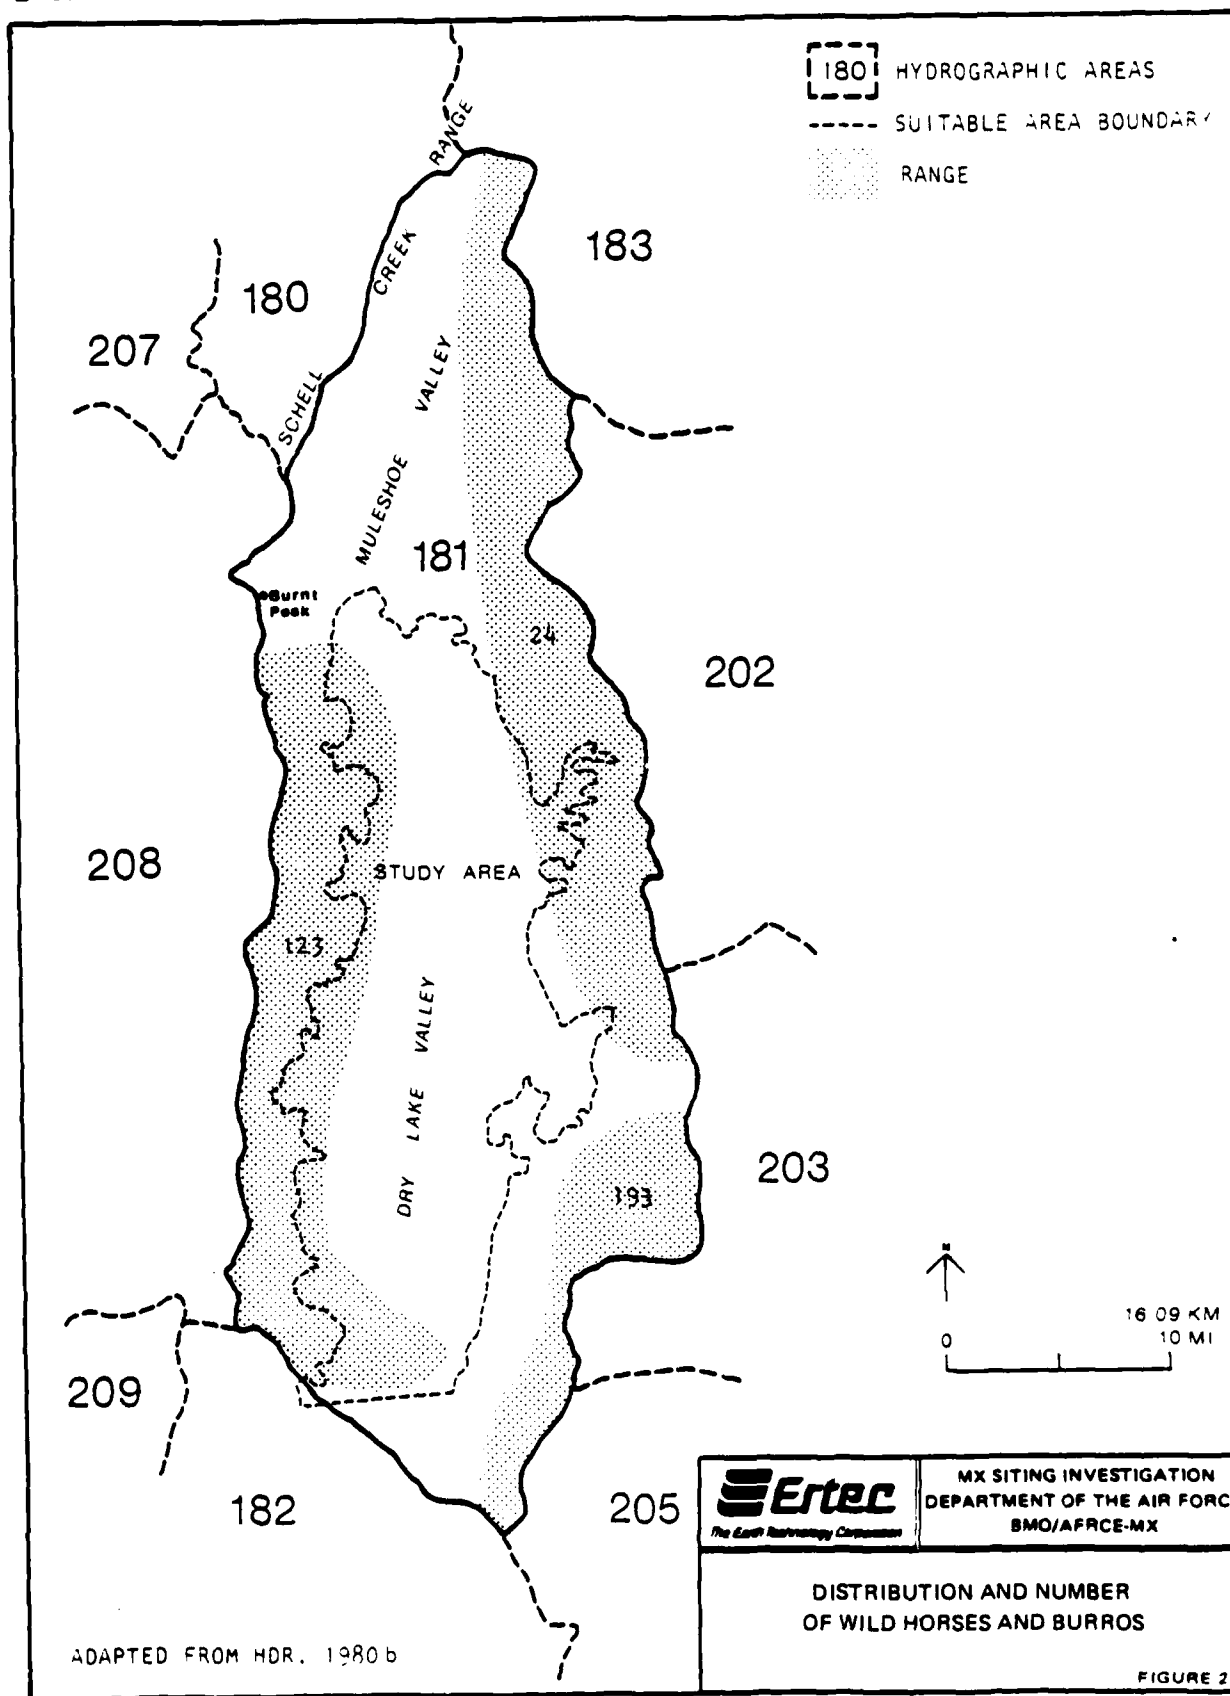 180 HYDROGRAPHIC AREAS
SUITABLE AREA BOUNDARY
RANGE
SCHELL CREEK RANGE
183
180
207
MULESHOE VALLEY
181
Burnt
Peak
24
202
208
STUDY AREA
123
DRY LAKE VALLEY
203
193
N
16 09 KM
0 10 MI
209
182
205
Ertec
The Earth Technology Corporation
MX SITING INVESTIGATION
DEPARTMENT OF THE AIR FORC
BMO/AFRCE-MX
DISTRIBUTION AND NUMBER
OF WILD HORSES AND BURROS
ADAPTED FROM HDR, 1980 b
FIGURE 2